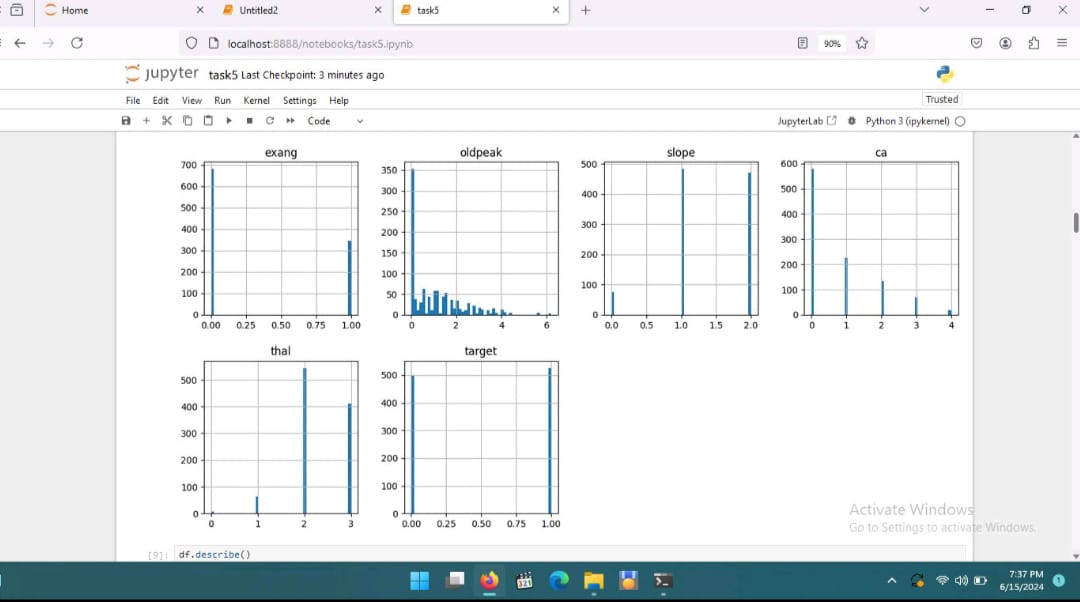 Home
Untitled2
task5
localhost:8888/notebooks/task5.ipynb
90%
jupyter task5 Last Checkpoint: 3 minutes ago
File Edit View Run Kernel Settings Help
Trusted
Code
JupyterLab
Python 3 (ipykernel)
exang
700
600
500
400
300
200
100
0
0.00 0.25 0.50 0.75 1.00
oldpeak
350
300
250
200
150
100
50
0
0 2 4 6
slope
500
400
300
200
100
0
0.0 0.5 1.0 1.5 2.0
ca
600
500
400
300
200
100
0
0 1 2 3 4
thal
500
400
300
200
100
0
0 1 2 3
target
500
400
300
200
100
0
0.00 0.25 0.50 0.75 1.00
Activate Windows
Go to Settings to activate Windows.
[9]: df.describe()
321
7:37 PM
6/15/2024
1